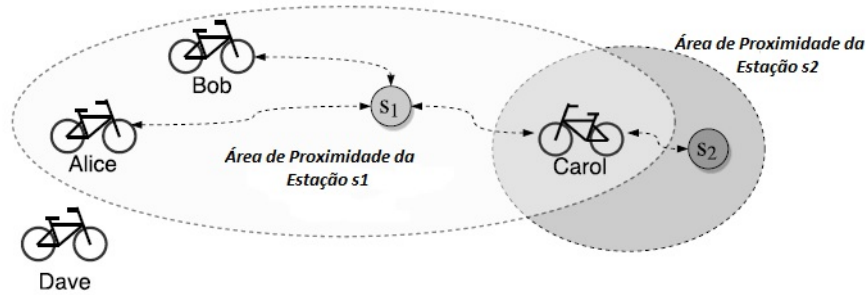 Área de Proximidade da
Estação s2
Bob
s1
Alice
Área de Proximidade da
Estação s1
Carol
s2
Dave